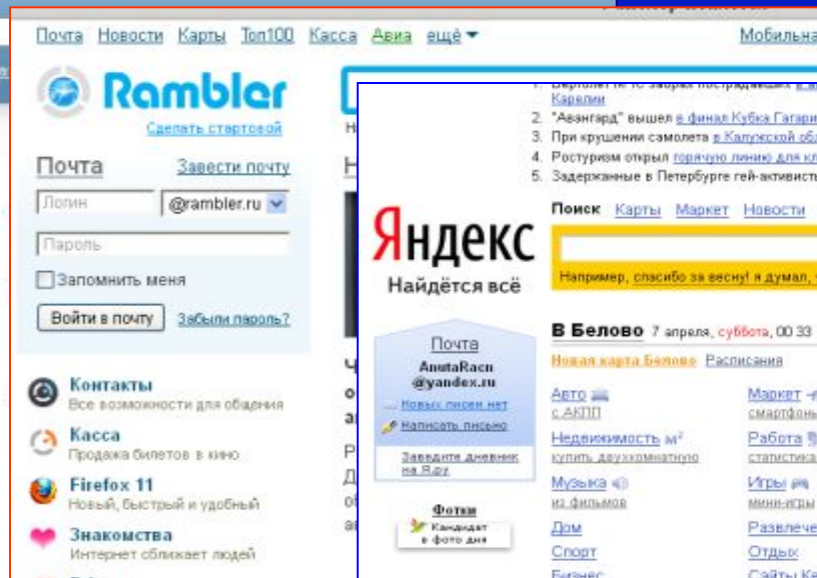 Почта Новости Карты Топ100 Касса Авиа ещё
Мобильна
Rambler
Сделать стартовой
Почта Завести почту
Логин @rambler.ru
Пароль
Запомнить меня
Войти в почту Забыли пароль?
Контакты
Все возможности для общения
Касса
Продажа билетов в кино
Firefox 11
Новый, быстрый и удобный
Знакомства
Интернет сближает людей
Карелии
2. "Авангард" вышел в финал Кубка Гагари
3. При крушении самолета в Калужской обл
4. Ростуризм открыл горячую линию для кл
5. Задержанные в Петербурге гей-активисты
Яндекс
Найдётся всё
Поиск Карты Маркет Новости
Например, спасибо за весну! я думал,
Почта
AnutaRacn
@yandex.ru
Новых писем нет
Написать письмо
Заведите дневник
на Я.ру
Фотки
Кандидат
в фото дня
В Белово 7 апреля, суббота, 00 33
Новая карта Белово Расписания
Авто
с АКПП
Недвижимость м²
купить двухкомнатную
Музыка
из фильмов
Дом
Спорт
Бизнес
Маркет
смартфоны
Работа
статистика
Игры
мини-игры
Развлече
Отдых
Сайты Ке